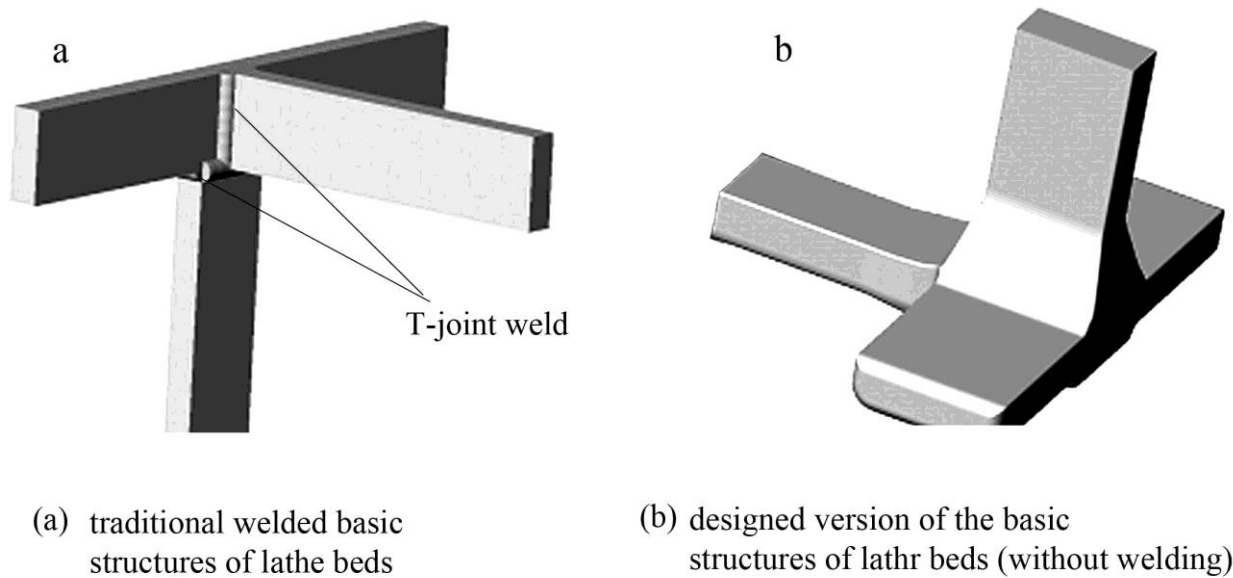 a
b
T-joint weld
(a) traditional welded basic
structures of lathe beds
(b) designed version of the basic
structures of lathr beds (without welding)